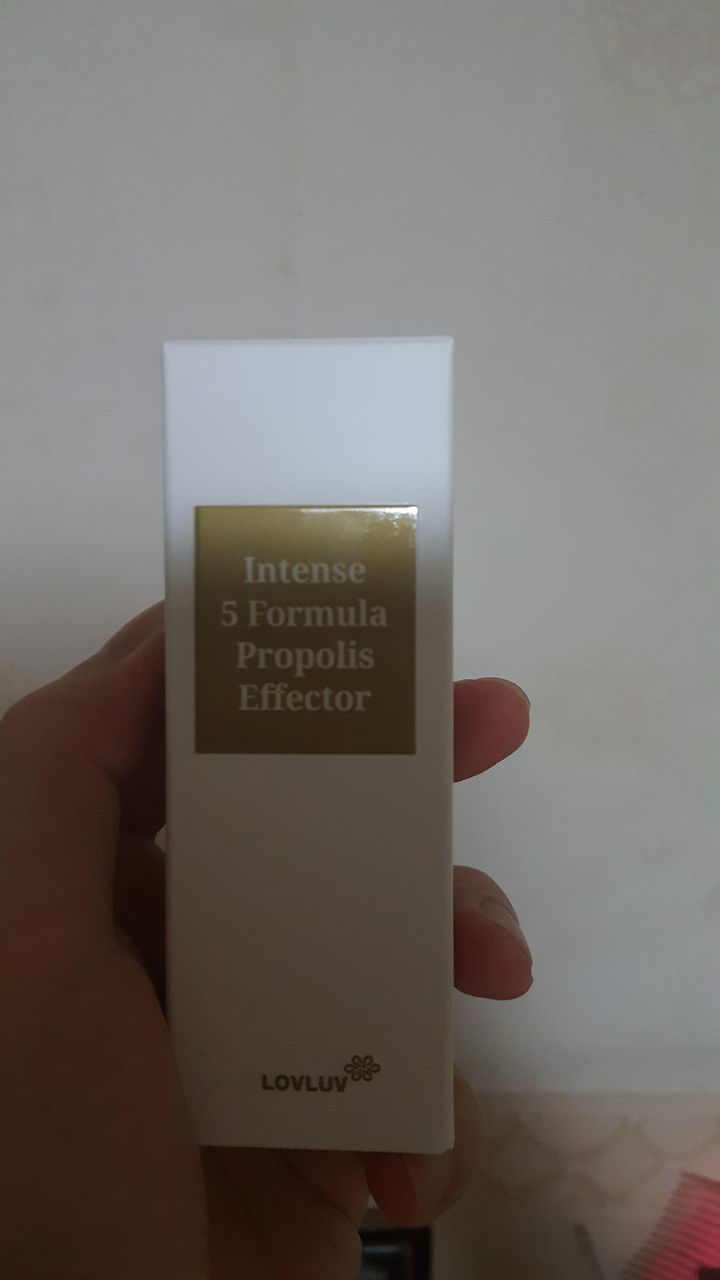 Intense
5 Formula
Propolis
Effector
LOVLUV